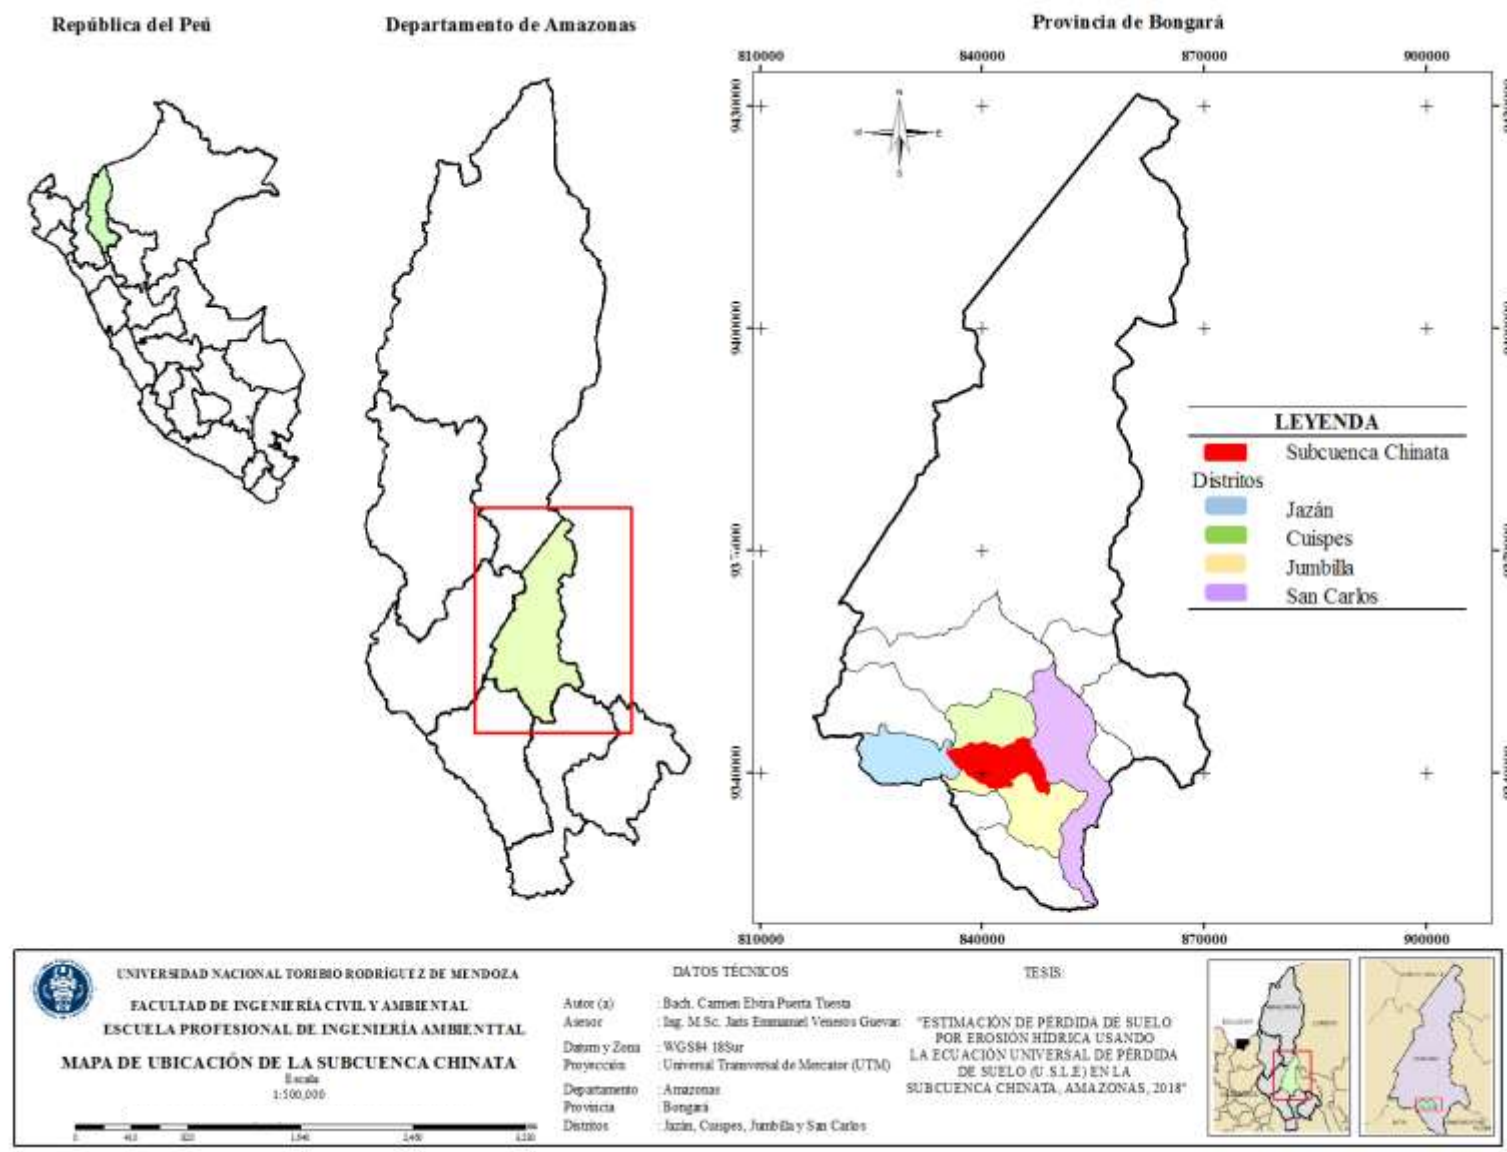 República del Peú
Departamento de Amazonas
Provincia de Bongará
810000 840000 870000 900000
9430000
9400000
9340000
N
E
S
LEYENDA
Subcuenca Chinata
Distritos
Jazán
Cuispes
Jumbilla
San Carlos
810000 840000 870000 900000
UNIVERSIDAD NACIONAL TORIBIO RODRÍGUEZ DE MENDOZA
FACULTAD DE INGENIERÍA CIVIL Y AMBIENTAL
ESCUELA PROFESIONAL DE INGENIERÍA AMBIENTTAL
MAPA DE UBICACIÓN DE LA SUBCUENCA CHINATA
Escala
1:500,000
DATOS TÉCNICOS
Autor (a) : Bach. Carmen Elvira Puerta Tuesta
Asesor : Ing. M.Sc. Jaris Emmanuel Veneros Guevar
Datum y Zona : WGS84 18Sur
Proyección : Universal Transversal de Mercator (UTM)
Departamento : Amazonas
Provincia : Bongará
Distritos : Jazán, Cuispes, Jumbilla y San Carlos
TESIS:
"ESTIMACIÓN DE PÉRDIDA DE SUELO
POR EROSIÓN HÍDRICA USANDO
LA ECUACIÓN UNIVERSAL DE PÉRDIDA
DE SUELO (U.S.L.E) EN LA
SUBCUENCA CHINATA, AMAZONAS, 2018"